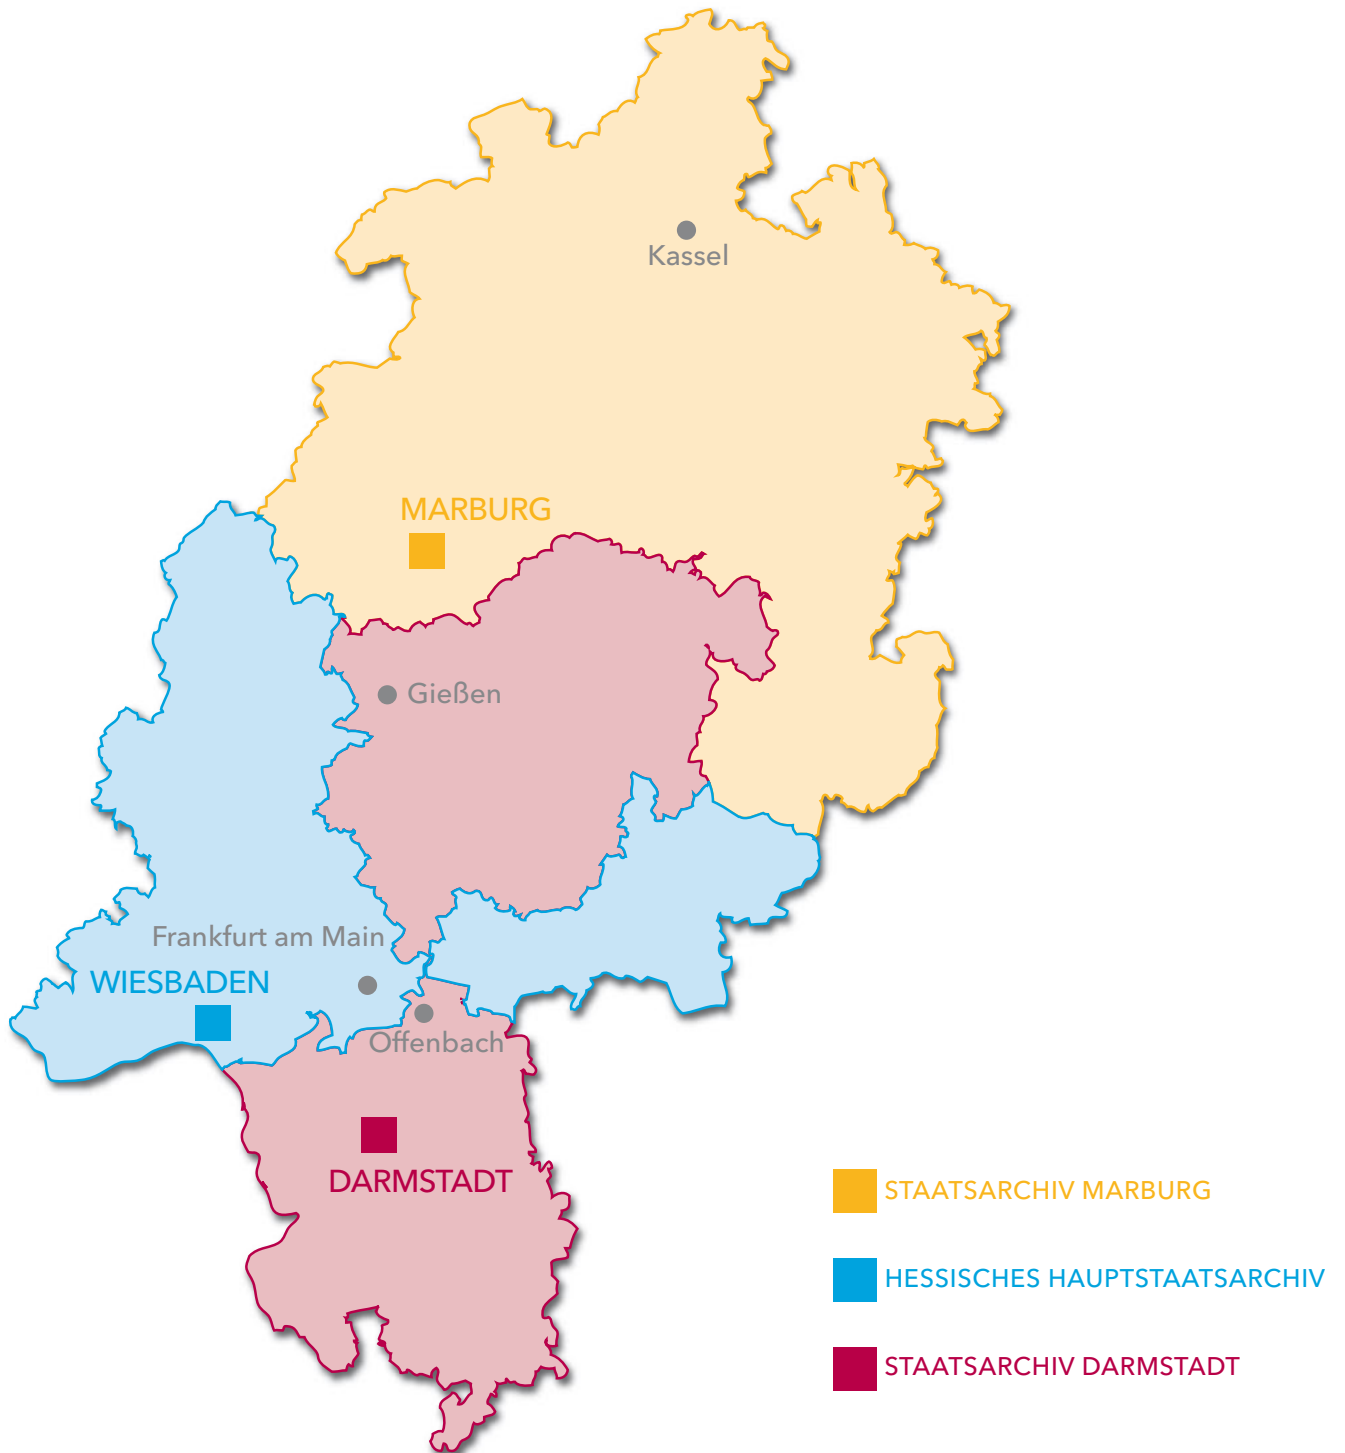 Kassel
MARBURG
Gießen
Frankfurt am Main
WIESBADEN
Offenbach
DARMSTADT
STAATSARCHIV MARBURG
HESSISCHES HAUPTSTAATSARCHIV
STAATSARCHIV DARMSTADT